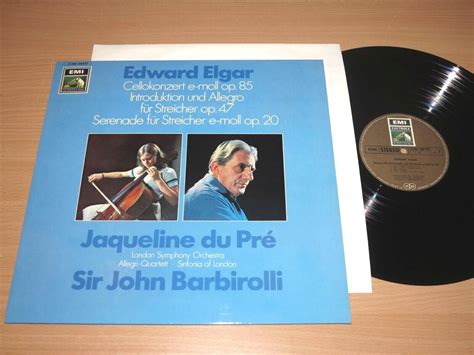 EMI
Edward Elgar
Cellokonzert e-moll op. 85
Introduktion und Allegro
für Streicher op. 47
Serenade für Streicher e-moll op. 20
Jaqueline du Pré
London Symphony Orchestra
Allegri-Quartett · Sinfonia of London
Sir John Barbirolli
EMI
STEREO